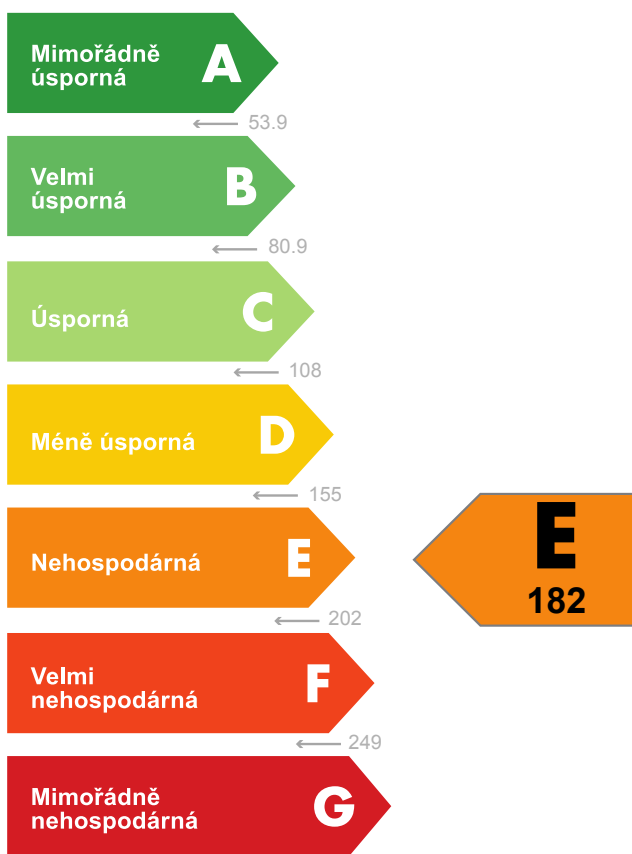 Mimořádně
úsporná
A
53.9
Velmi
úsporná
B
80.9
Úsporná
C
108
Méně úsporná
D
155
Nehospodárná
E
E
182
202
Velmi
nehospodárná
F
249
Mimořádně
nehospodárná
G